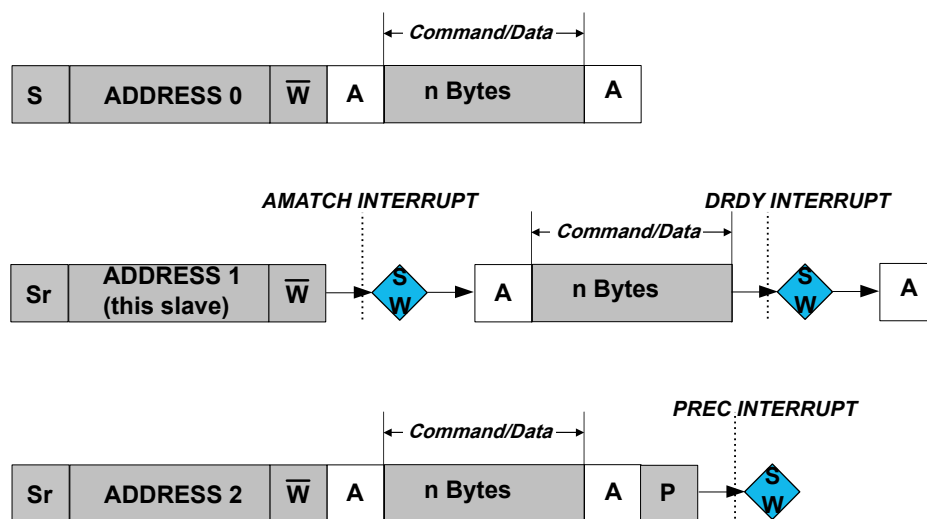 Command/Data
S ADDRESS 0 W̅ A n Bytes A
AMATCH INTERRUPT DRDY INTERRUPT
Command/Data
Sr ADDRESS 1 (this slave) W̅ S W A n Bytes S W A
PREC INTERRUPT
Command/Data
Sr ADDRESS 2 W̅ A n Bytes A P S W